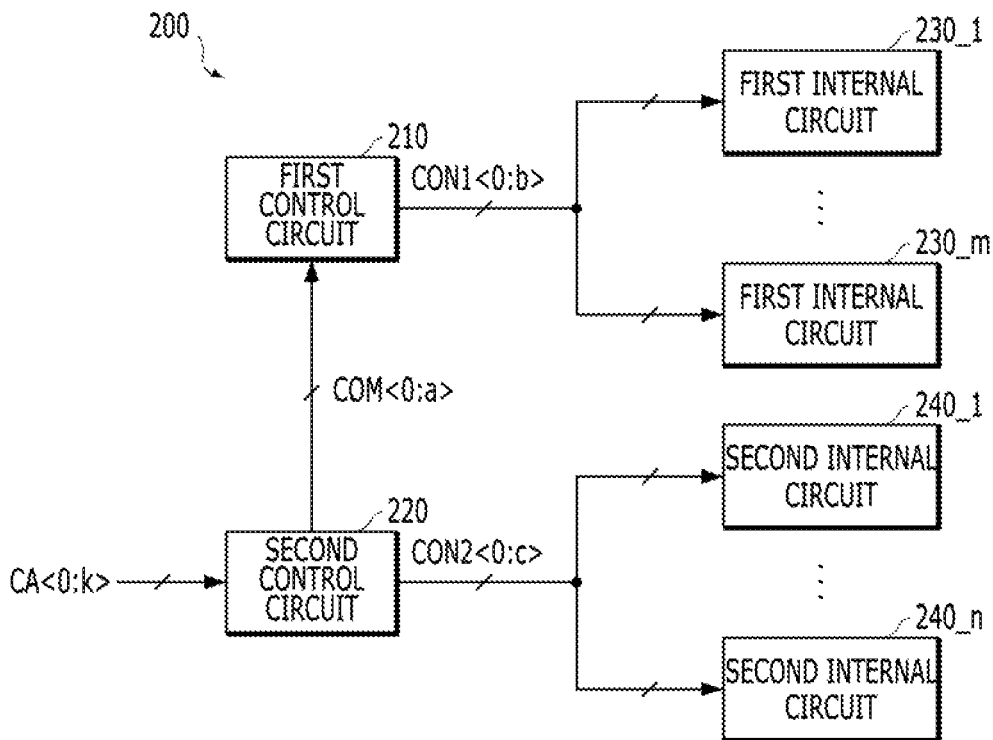 200
230_1
FIRST INTERNAL
CIRCUIT
210
FIRST
CONTROL
CIRCUIT
CON1<0:b>
230_m
FIRST INTERNAL
CIRCUIT
COM<0:a>
240_1
SECOND INTERNAL
CIRCUIT
220
SECOND
CONTROL
CIRCUIT
CON2<0:c>
CA<0:k>
240_n
SECOND INTERNAL
CIRCUIT